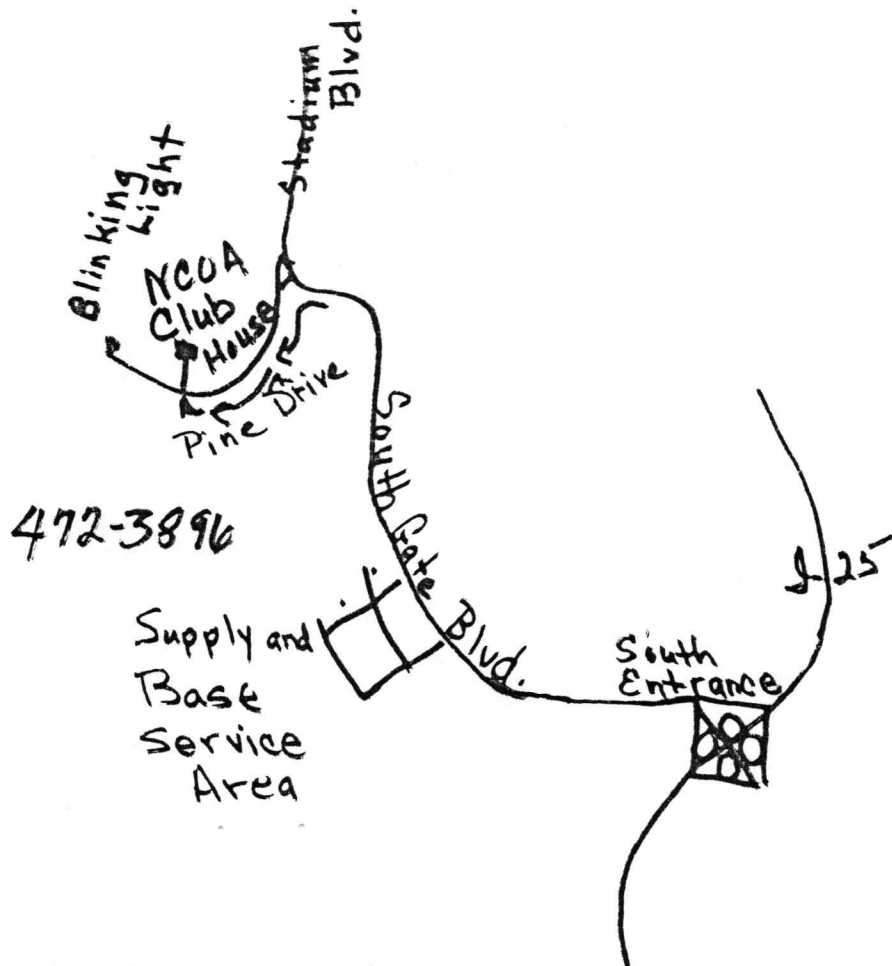 Stadium
Blvd.
Blinking
Light
NCOA
Club
House
Pine Drive
South Gate Blvd.
472-3896
I-25
Supply and
Base
Service
Area
South
Entrance